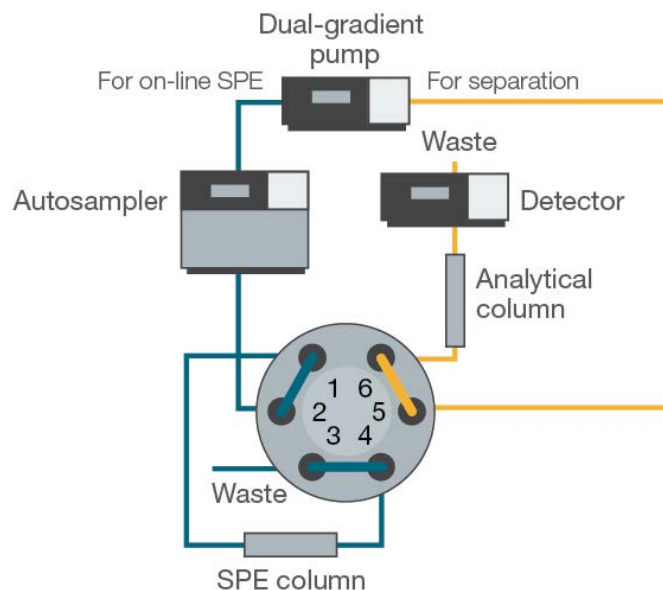 Dual-gradient
pump
For on-line SPE
For separation
Waste
Autosampler
Detector
Analytical
column
1 6
2 5
3 4
Waste
SPE column